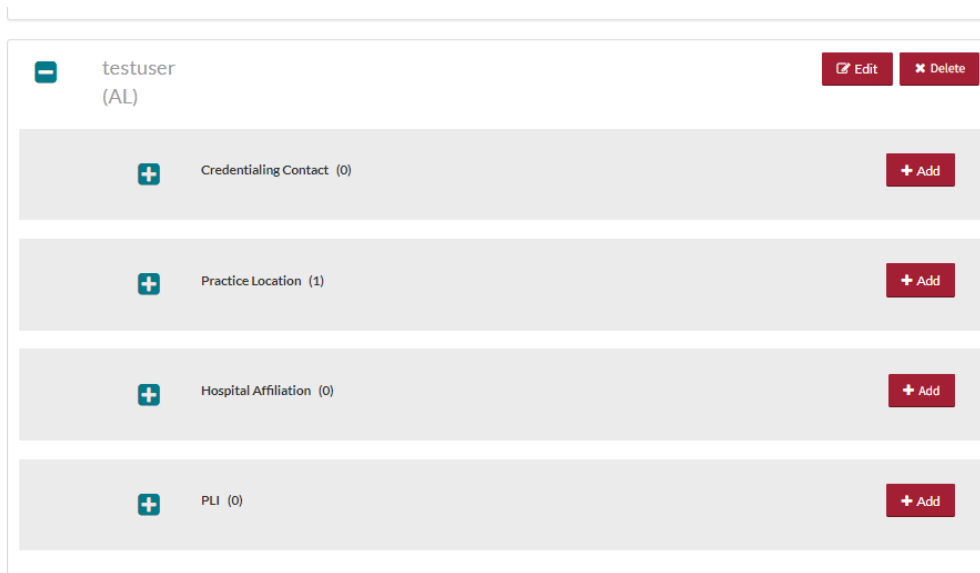 testuser
(AL)
Edit
Delete
Credentialing Contact (0)
Add
Practice Location (1)
Add
Hospital Affiliation (0)
Add
PLI (0)
Add